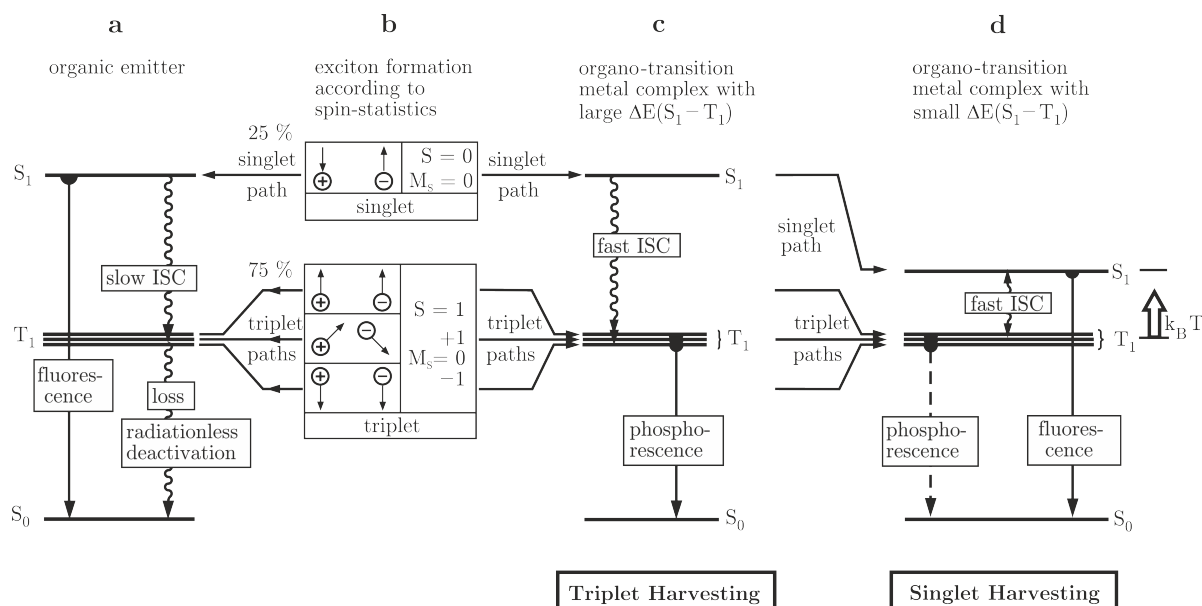 a
b
c
d
organic emitter
exciton formation
according to
spin-statistics
organo-transition
metal complex with
large ΔE(S₁−T₁)
organo-transition
metal complex with
small ΔE(S₁−T₁)
S₁
25 %
singlet
path
+
−
S = 0
Mₛ = 0
singlet
singlet
path
S₁
singlet
path
S₁
slow ISC
75 %
fast ISC
fast ISC
k_B T
T₁
triplet
paths
+
−
+
−
+
−
S = 1
+1
Mₛ= 0
−1
triplet
triplet
paths
} T₁
triplet
paths
} T₁
fluores-
cence
loss
radiationless
deactivation
phospho-
rescence
phospho-
rescence
fluores-
cence
S₀
S₀
S₀
Triplet Harvesting
Singlet Harvesting